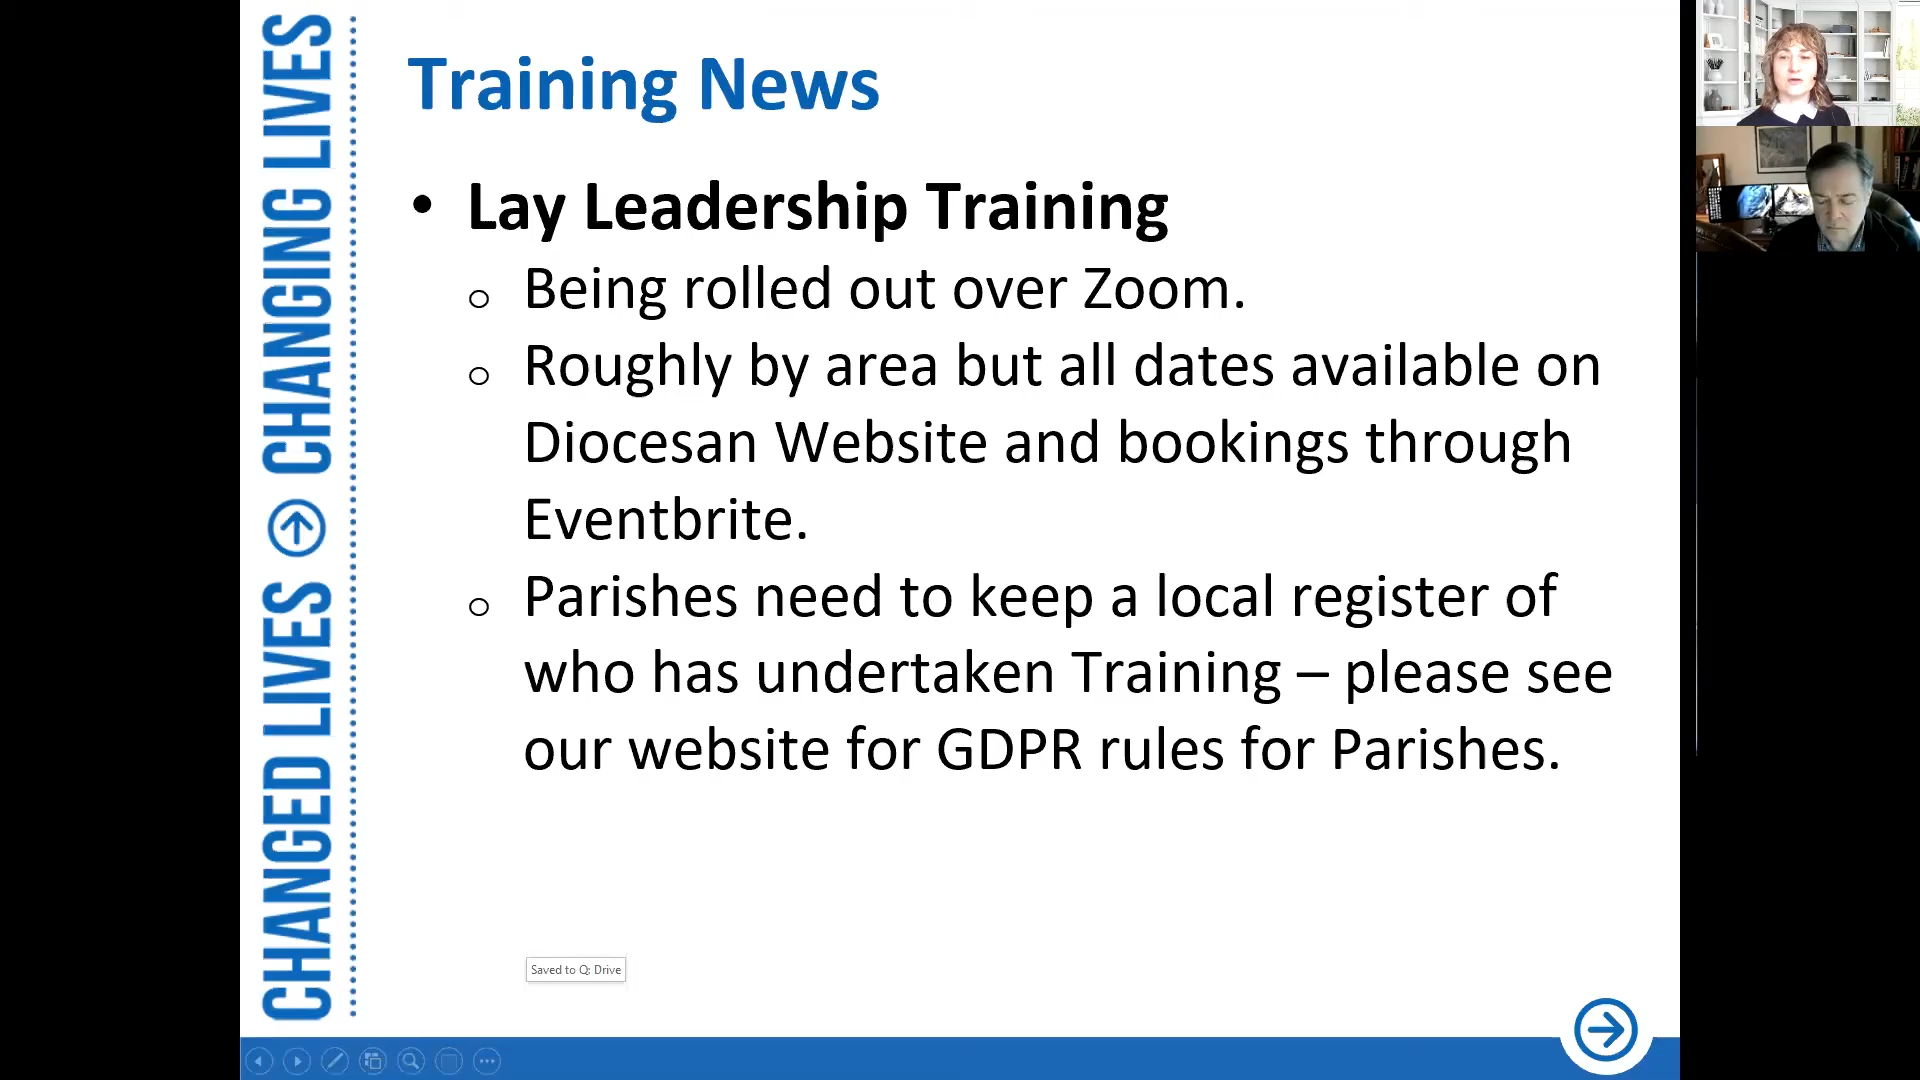 CHANGED LIVES CHANGING LIVES
Training News
• Lay Leadership Training
o Being rolled out over Zoom.
o Roughly by area but all dates available on
Diocesan Website and bookings through
Eventbrite.
o Parishes need to keep a local register of
who has undertaken Training – please see
our website for GDPR rules for Parishes.
Saved to Q: Drive